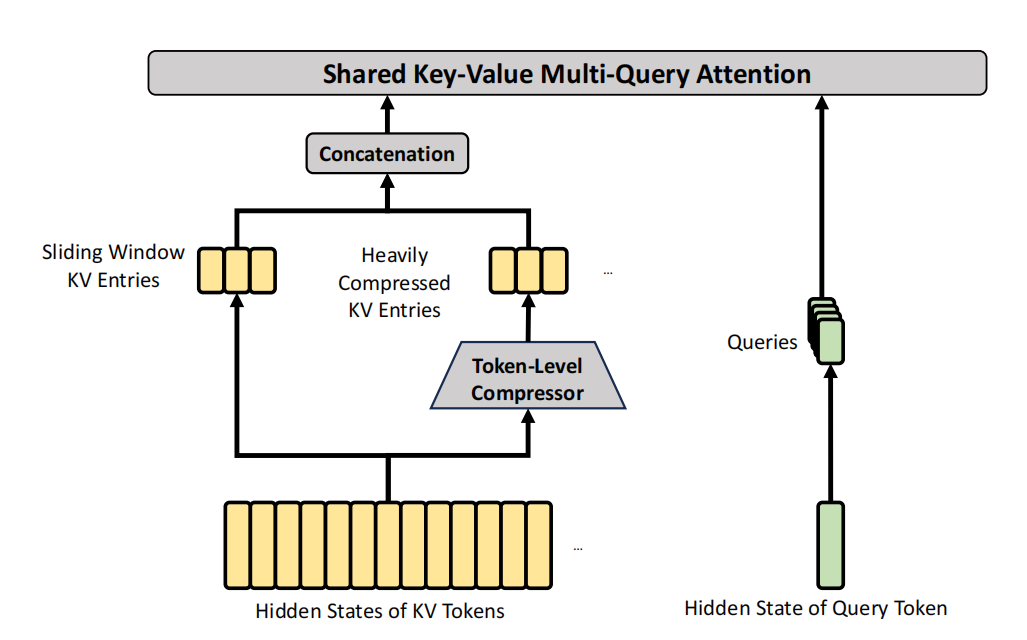 Shared Key-Value Multi-Query Attention
Concatenation
Sliding Window
KV Entries
Heavily
Compressed
KV Entries
...
Token-Level
Compressor
Queries
...
Hidden States of KV Tokens
Hidden State of Query Token